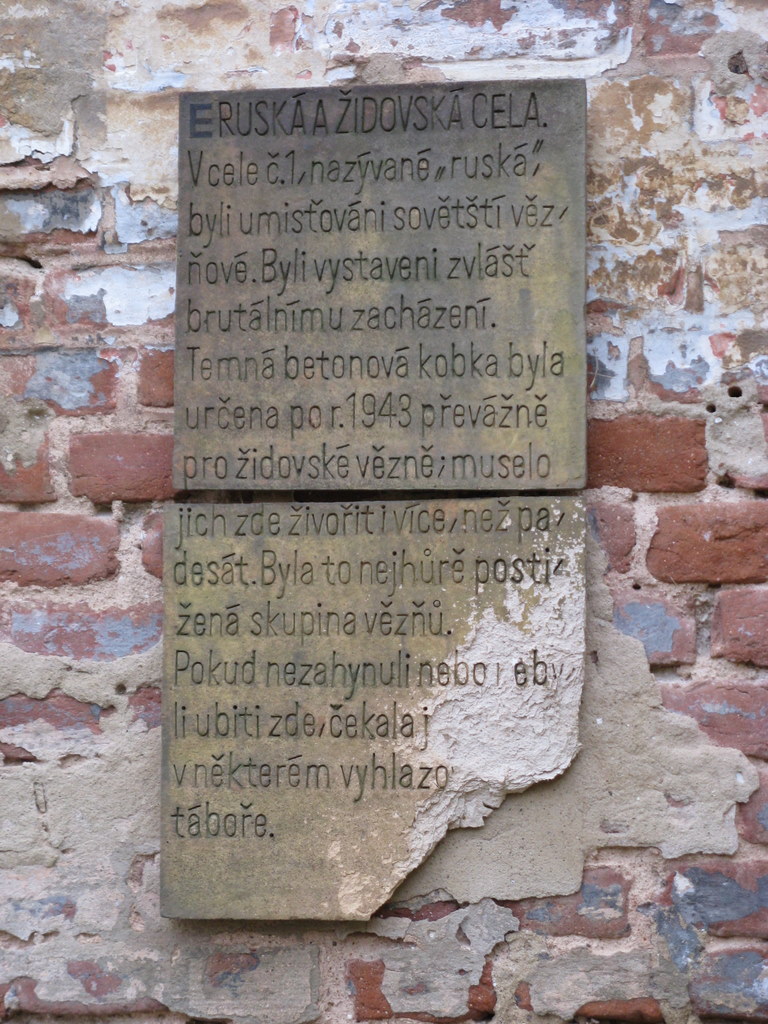 E RUSKÁ A ŽIDOVSKÁ CELA.
V cele č.1, nazývané „ruská",
byli umisťováni sovětští věz-
ňové. Byli vystaveni zvlášť
brutálnímu zacházení.
Temná betonová kobka byla
určena po r. 1943 převážně
pro židovské vězně; muselo
jich zde živořit i více, než pa-
desát. Byla to nejhůře posti-
žená skupina vězňů.
Pokud nezahynuli nebo eby
li ubiti zde, čekala j
v některém vyhlazo
táboře.